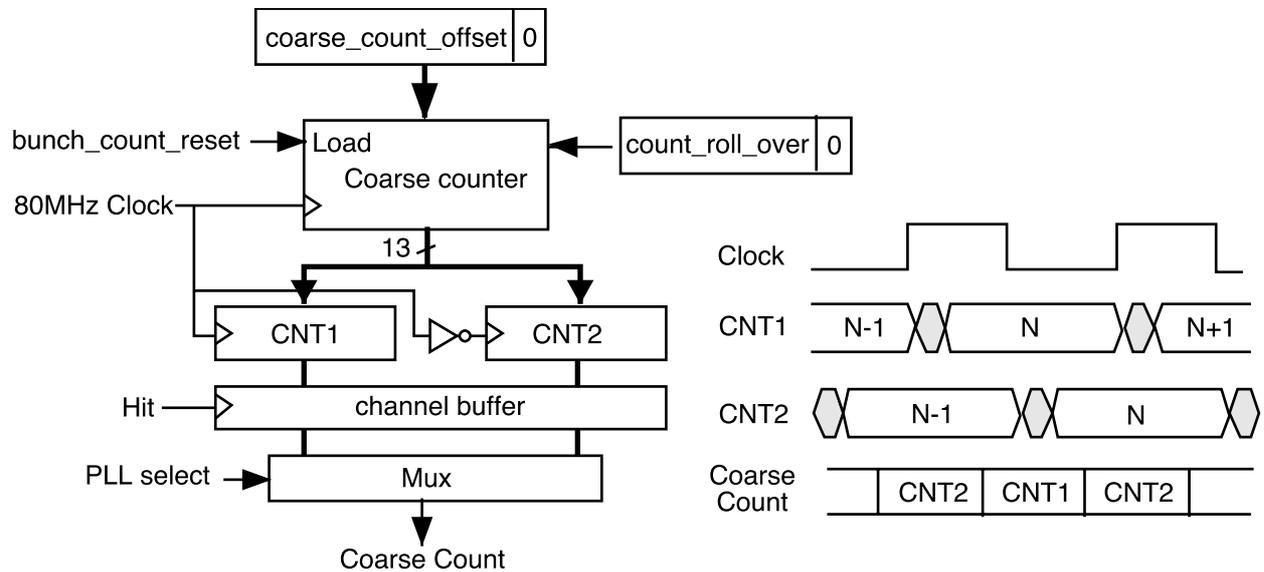 coarse_count_offset 0
bunch_count_reset
Load
count_roll_over 0
Coarse counter
80MHz Clock
13
CNT1
CNT2
Hit
channel buffer
PLL select
Mux
Coarse Count
Clock
CNT1
N-1
N
N+1
CNT2
N-1
N
Coarse
Count
CNT2
CNT1
CNT2